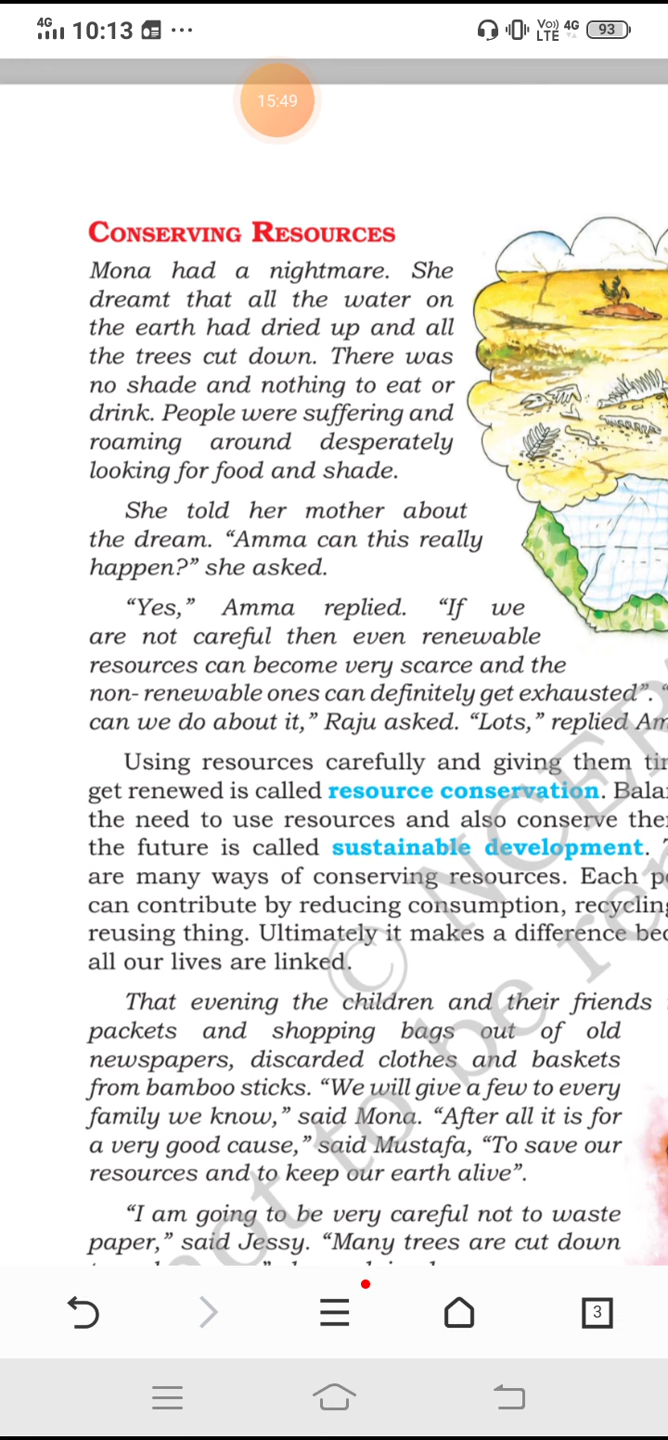 4G 10:13 ... Vo)) LTE 4G 93
15:49
CONSERVING RESOURCES
Mona had a nightmare. She
dreamt that all the water on
the earth had dried up and all
the trees cut down. There was
no shade and nothing to eat or
drink. People were suffering and
roaming around desperately
looking for food and shade.
She told her mother about
the dream. “Amma can this really
happen?” she asked.
“Yes,” Amma replied. “If we
are not careful then even renewable
resources can become very scarce and the
non- renewable ones can definitely get exhausted”. “
can we do about it,” Raju asked. “Lots,” replied Am
Using resources carefully and giving them
get renewed is called resource conservation.
the need to use resources and also conserve
the future is called sustainable development.
are many ways of conserving resources. Each
can contribute by reducing consumption,
reusing thing. Ultimately it makes a difference
all our lives are linked.
That evening the children and their friends
packets and shopping bags out of old
newspapers, discarded clothes and baskets
from bamboo sticks. “We will give a few to every
family we know,” said Mona. “After all it is for
a very good cause,” said Mustafa, “To save our
resources and to keep our earth alive”.
“I am going to be very careful not to waste
paper,” said Jessy. “Many trees are cut down
© NCER
not to be re
3